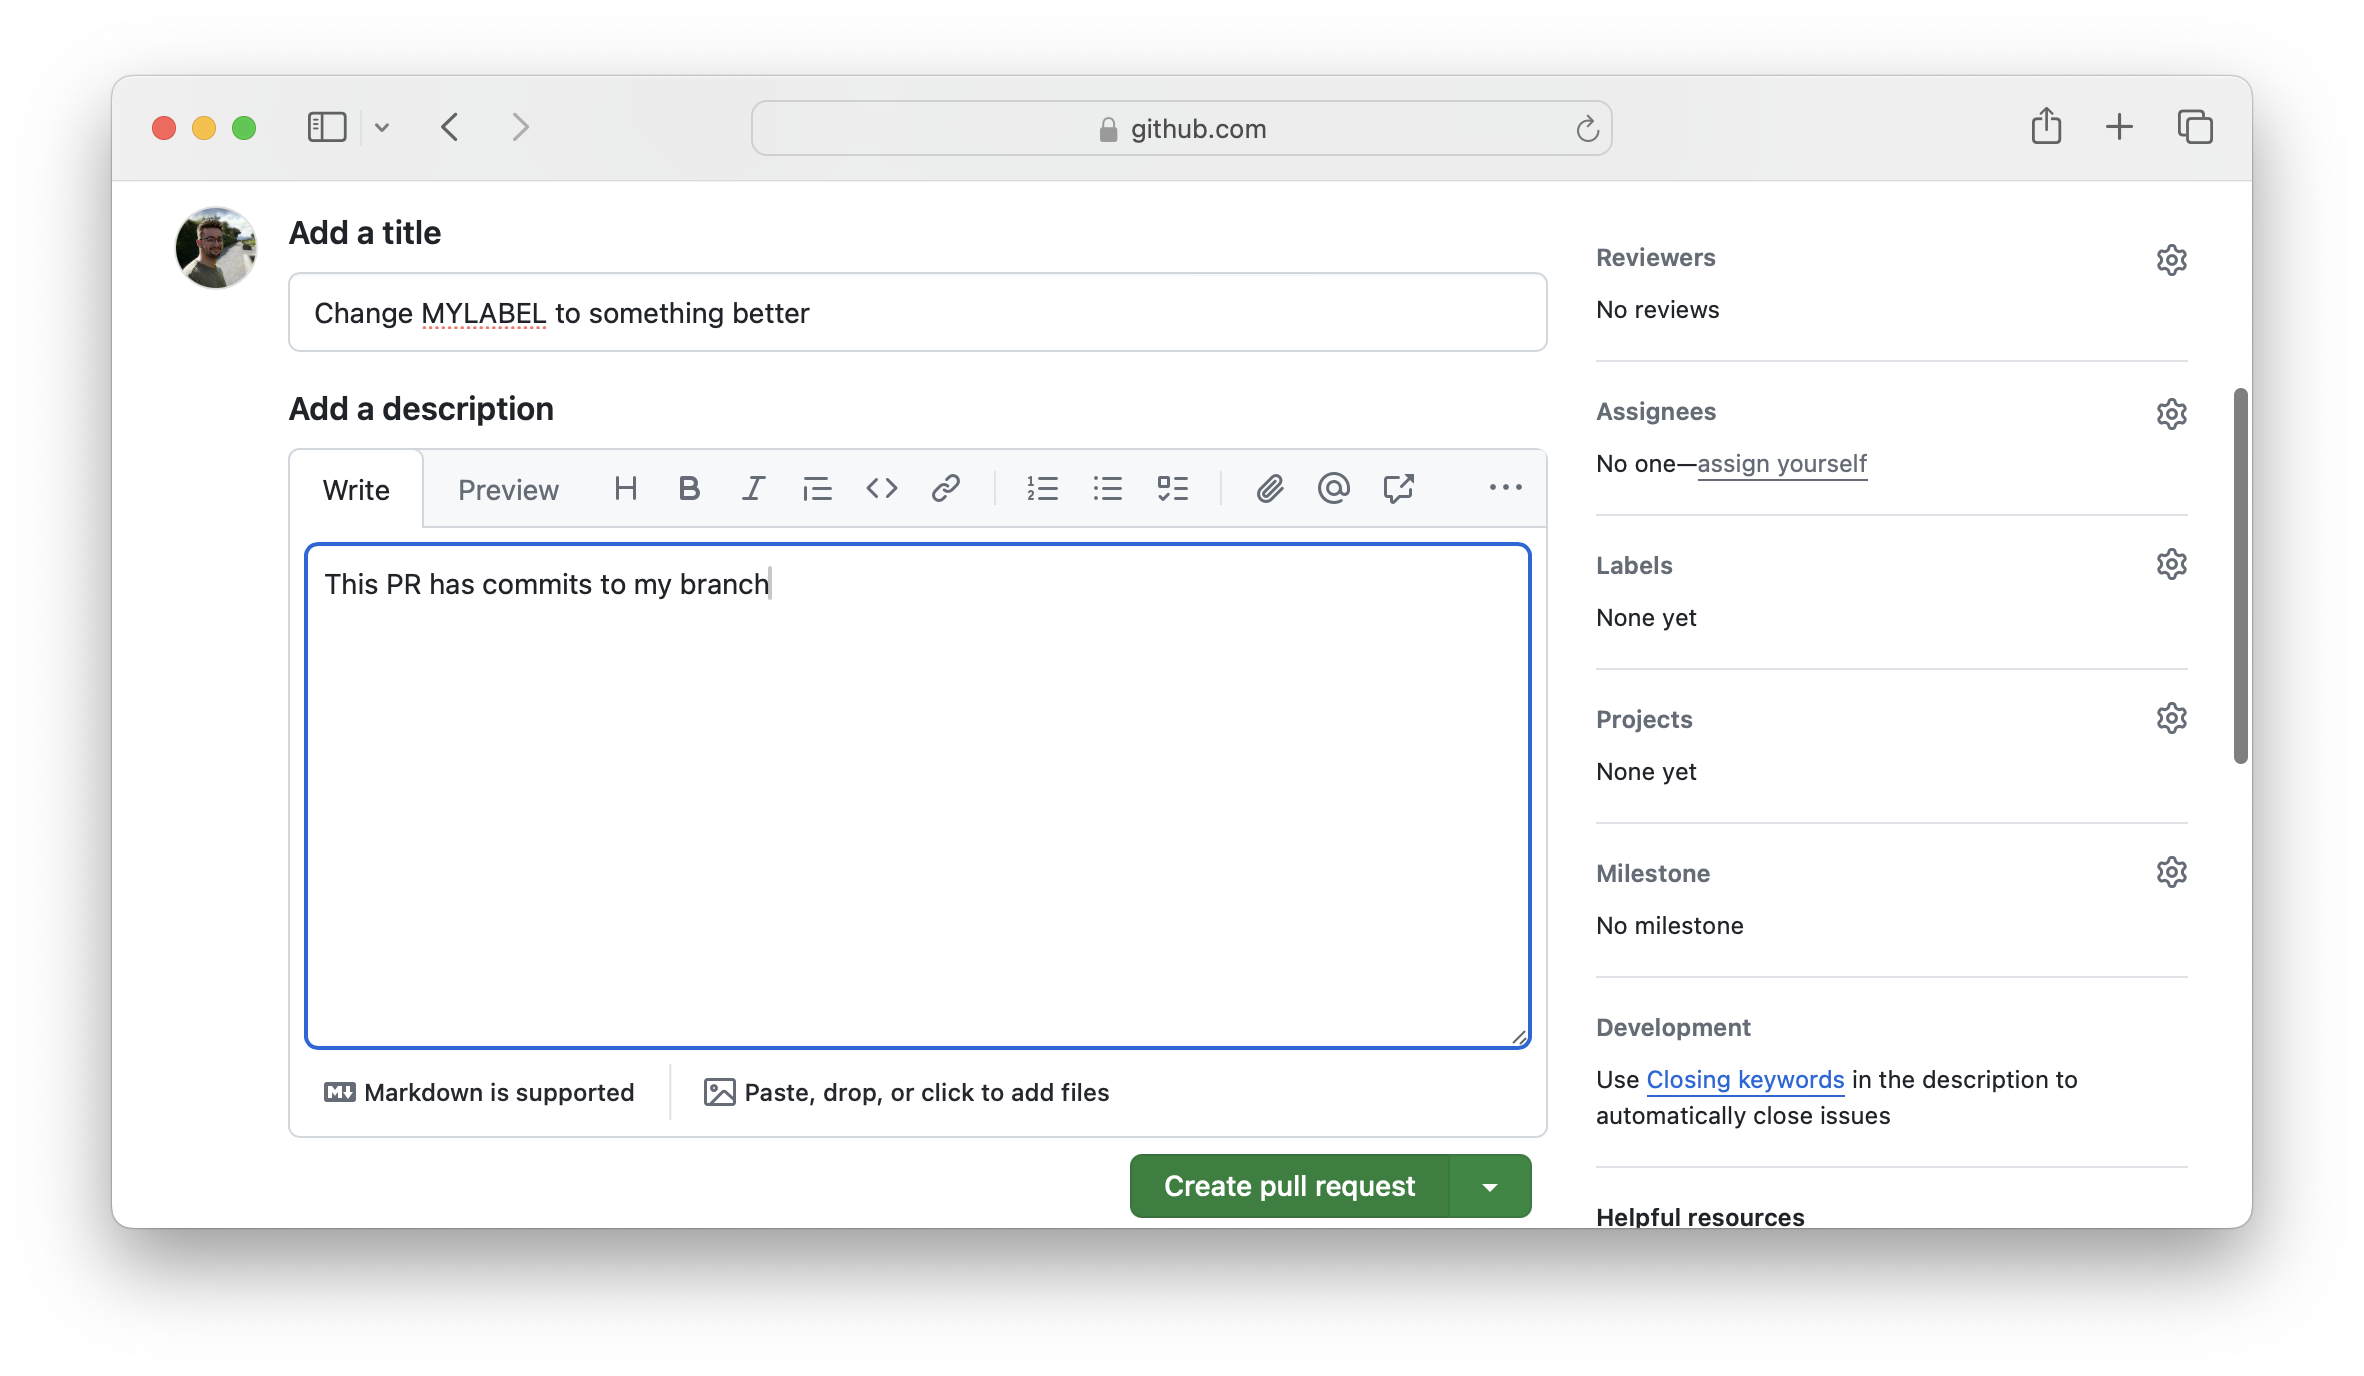 github.com
Add a title
Change MYLABEL to something better
Add a description
Write
Preview
This PR has commits to my branch
Markdown is supported
Paste, drop, or click to add files
Create pull request
Reviewers
No reviews
Assignees
No one—assign yourself
Labels
None yet
Projects
None yet
Milestone
No milestone
Development
Use Closing keywords in the description to
automatically close issues
Helpful resources